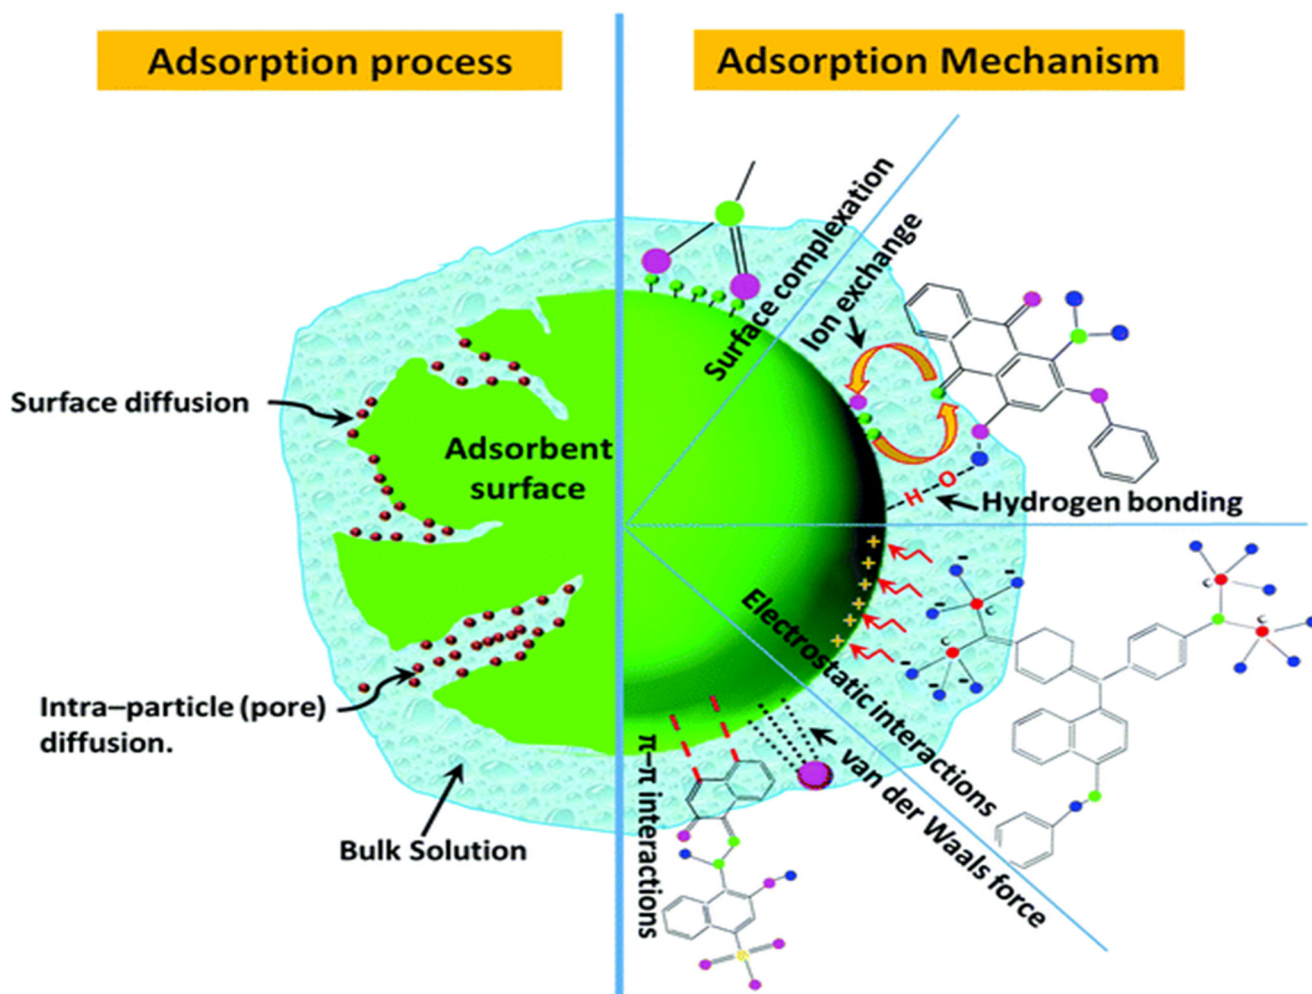 Adsorption process
Adsorption Mechanism
Surface complexation
Ion exchange
Surface diffusion
Adsorbent
surface
H O
Hydrogen bonding
+
+
+
+
+
+
-
-
-
-
-
-
c
c
c
c
Electrostatic interactions
Intra–particle (pore)
diffusion.
π–π interactions
van der Waals force
Bulk Solution
S